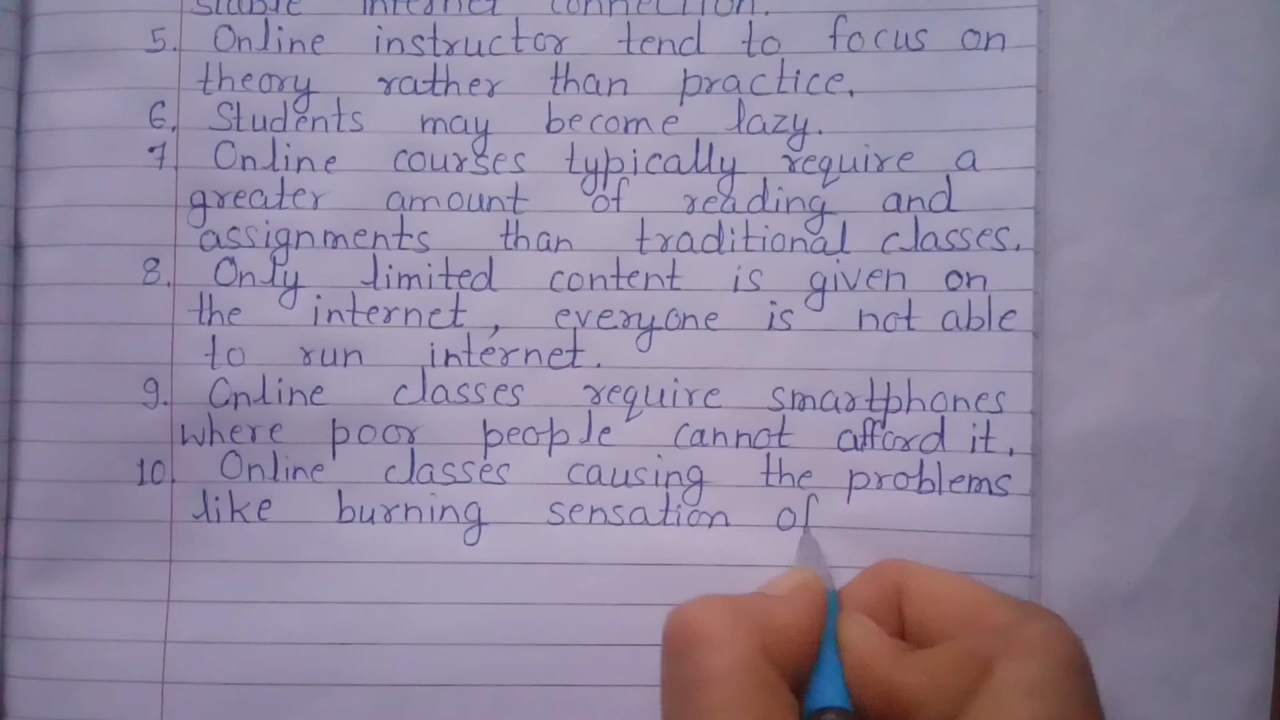 stable internet connection.
5. Online instructor tend to focus on
theory rather than practice.
6. Students may become lazy.
7. Online courses typically require a
greater amount of reading and
assignments than traditional classes.
8. Only limited content is given on
the internet, everyone is not able
to run internet.
9. Online classes require smartphones
where poor people cannot afford it.
10. Online classes causing the problems
like burning sensation of